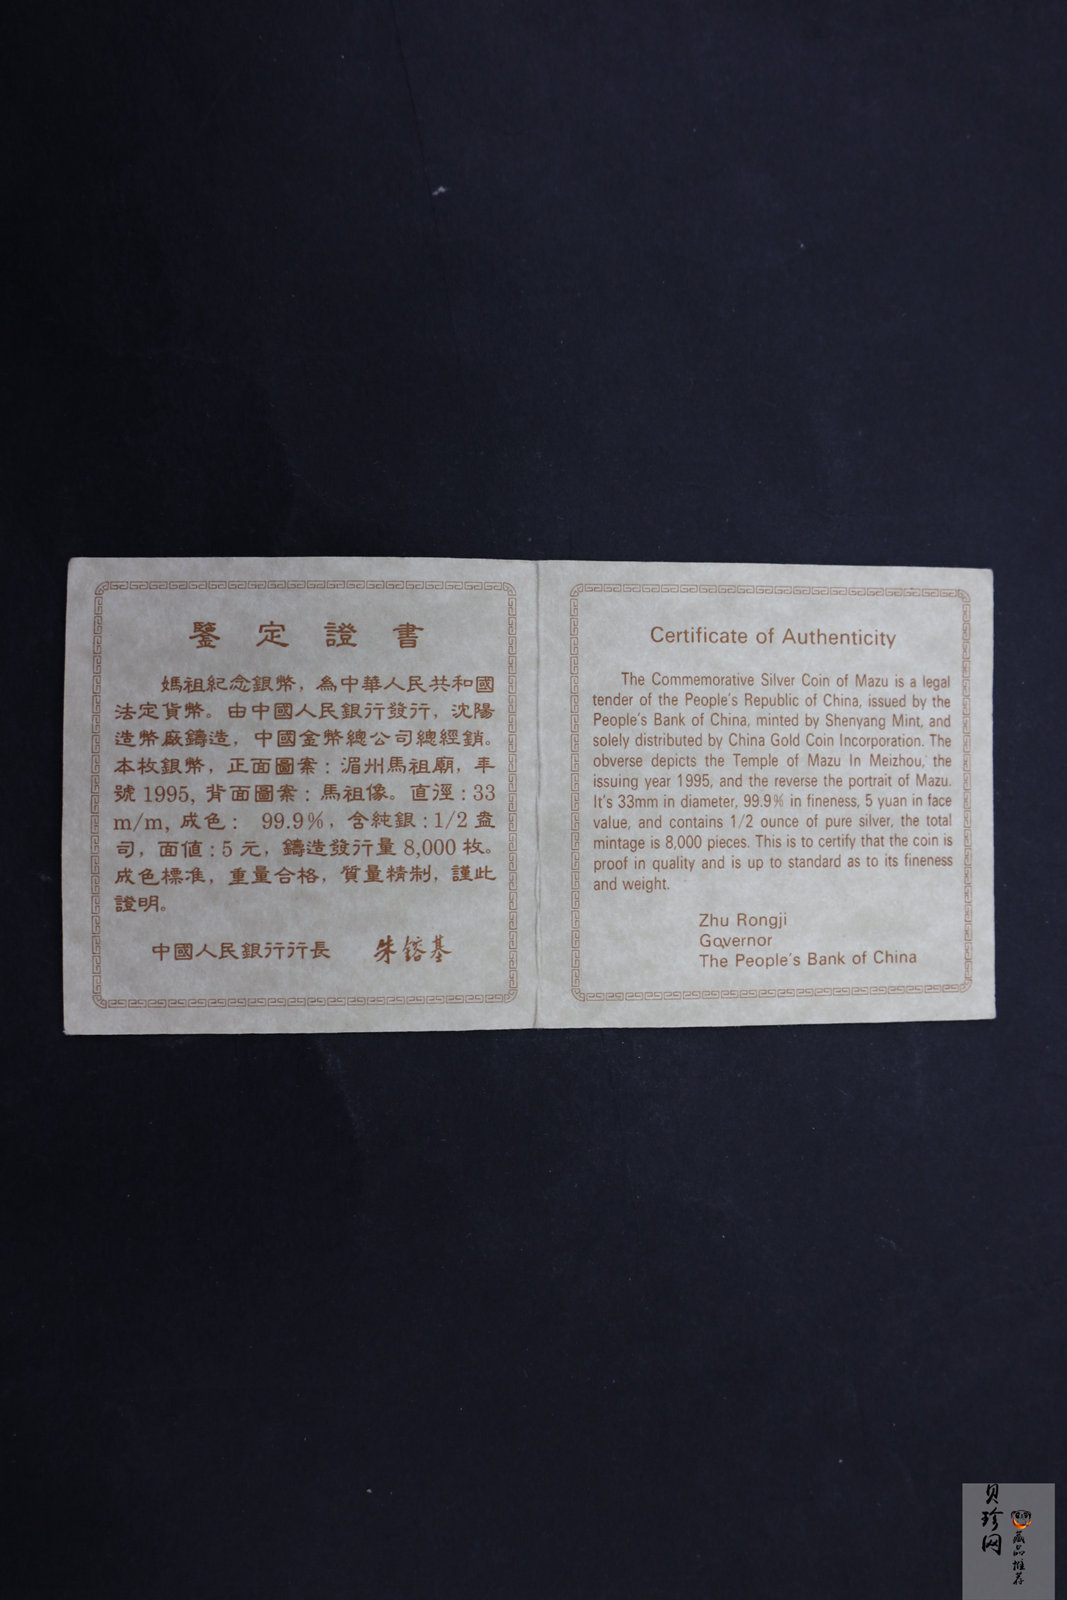 鑒定證書
媽祖紀念銀幣，為中華人民共和國
法定貨幣。由中國人民銀行發行，沈陽
造幣廠鑄造，中國金幣總公司總經銷。
本枚銀幣，正面圖案：湄州馬祖廟，年
號1995，背面圖案：馬祖像。直徑：33
m/m，成色： 99.9%，含純銀：1/2盎
司，面值：5元，鑄造發行量8,000枚。
成色標准，重量合格，質量精制，謹此
證明。
中國人民銀行行長 朱鎔基
Certificate of Authenticity
The Commemorative Silver Coin of Mazu is a legal
tender of the People's Republic of China, issued by the
People's Bank of China, minted by Shenyang Mint, and
solely distributed by China Gold Coin Incorporation. The
obverse depicts the Temple of Mazu In Meizhou, the
issuing year 1995, and the reverse the portrait of Mazu.
It's 33mm in diameter, 99.9% in fineness, 5 yuan in face
value, and contains 1/2 ounce of pure silver, the total
mintage is 8,000 pieces. This is to certify that the coin is
proof in quality and is up to standard as to its fineness
and weight.
Zhu Rongji
Governor
The People's Bank of China
贝珍网
藏品推荐